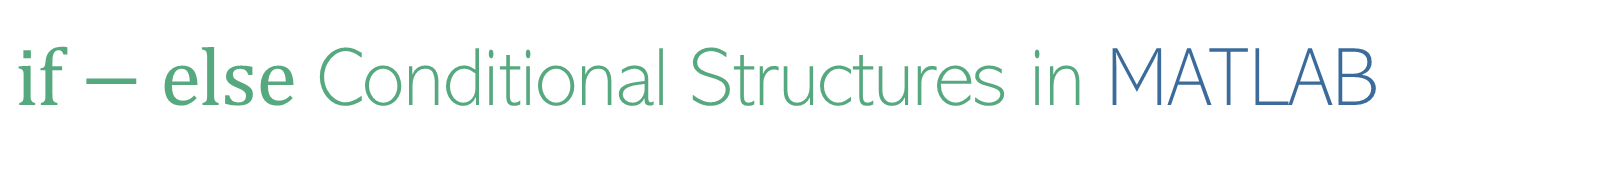 if − else Conditional Structures in MATLAB